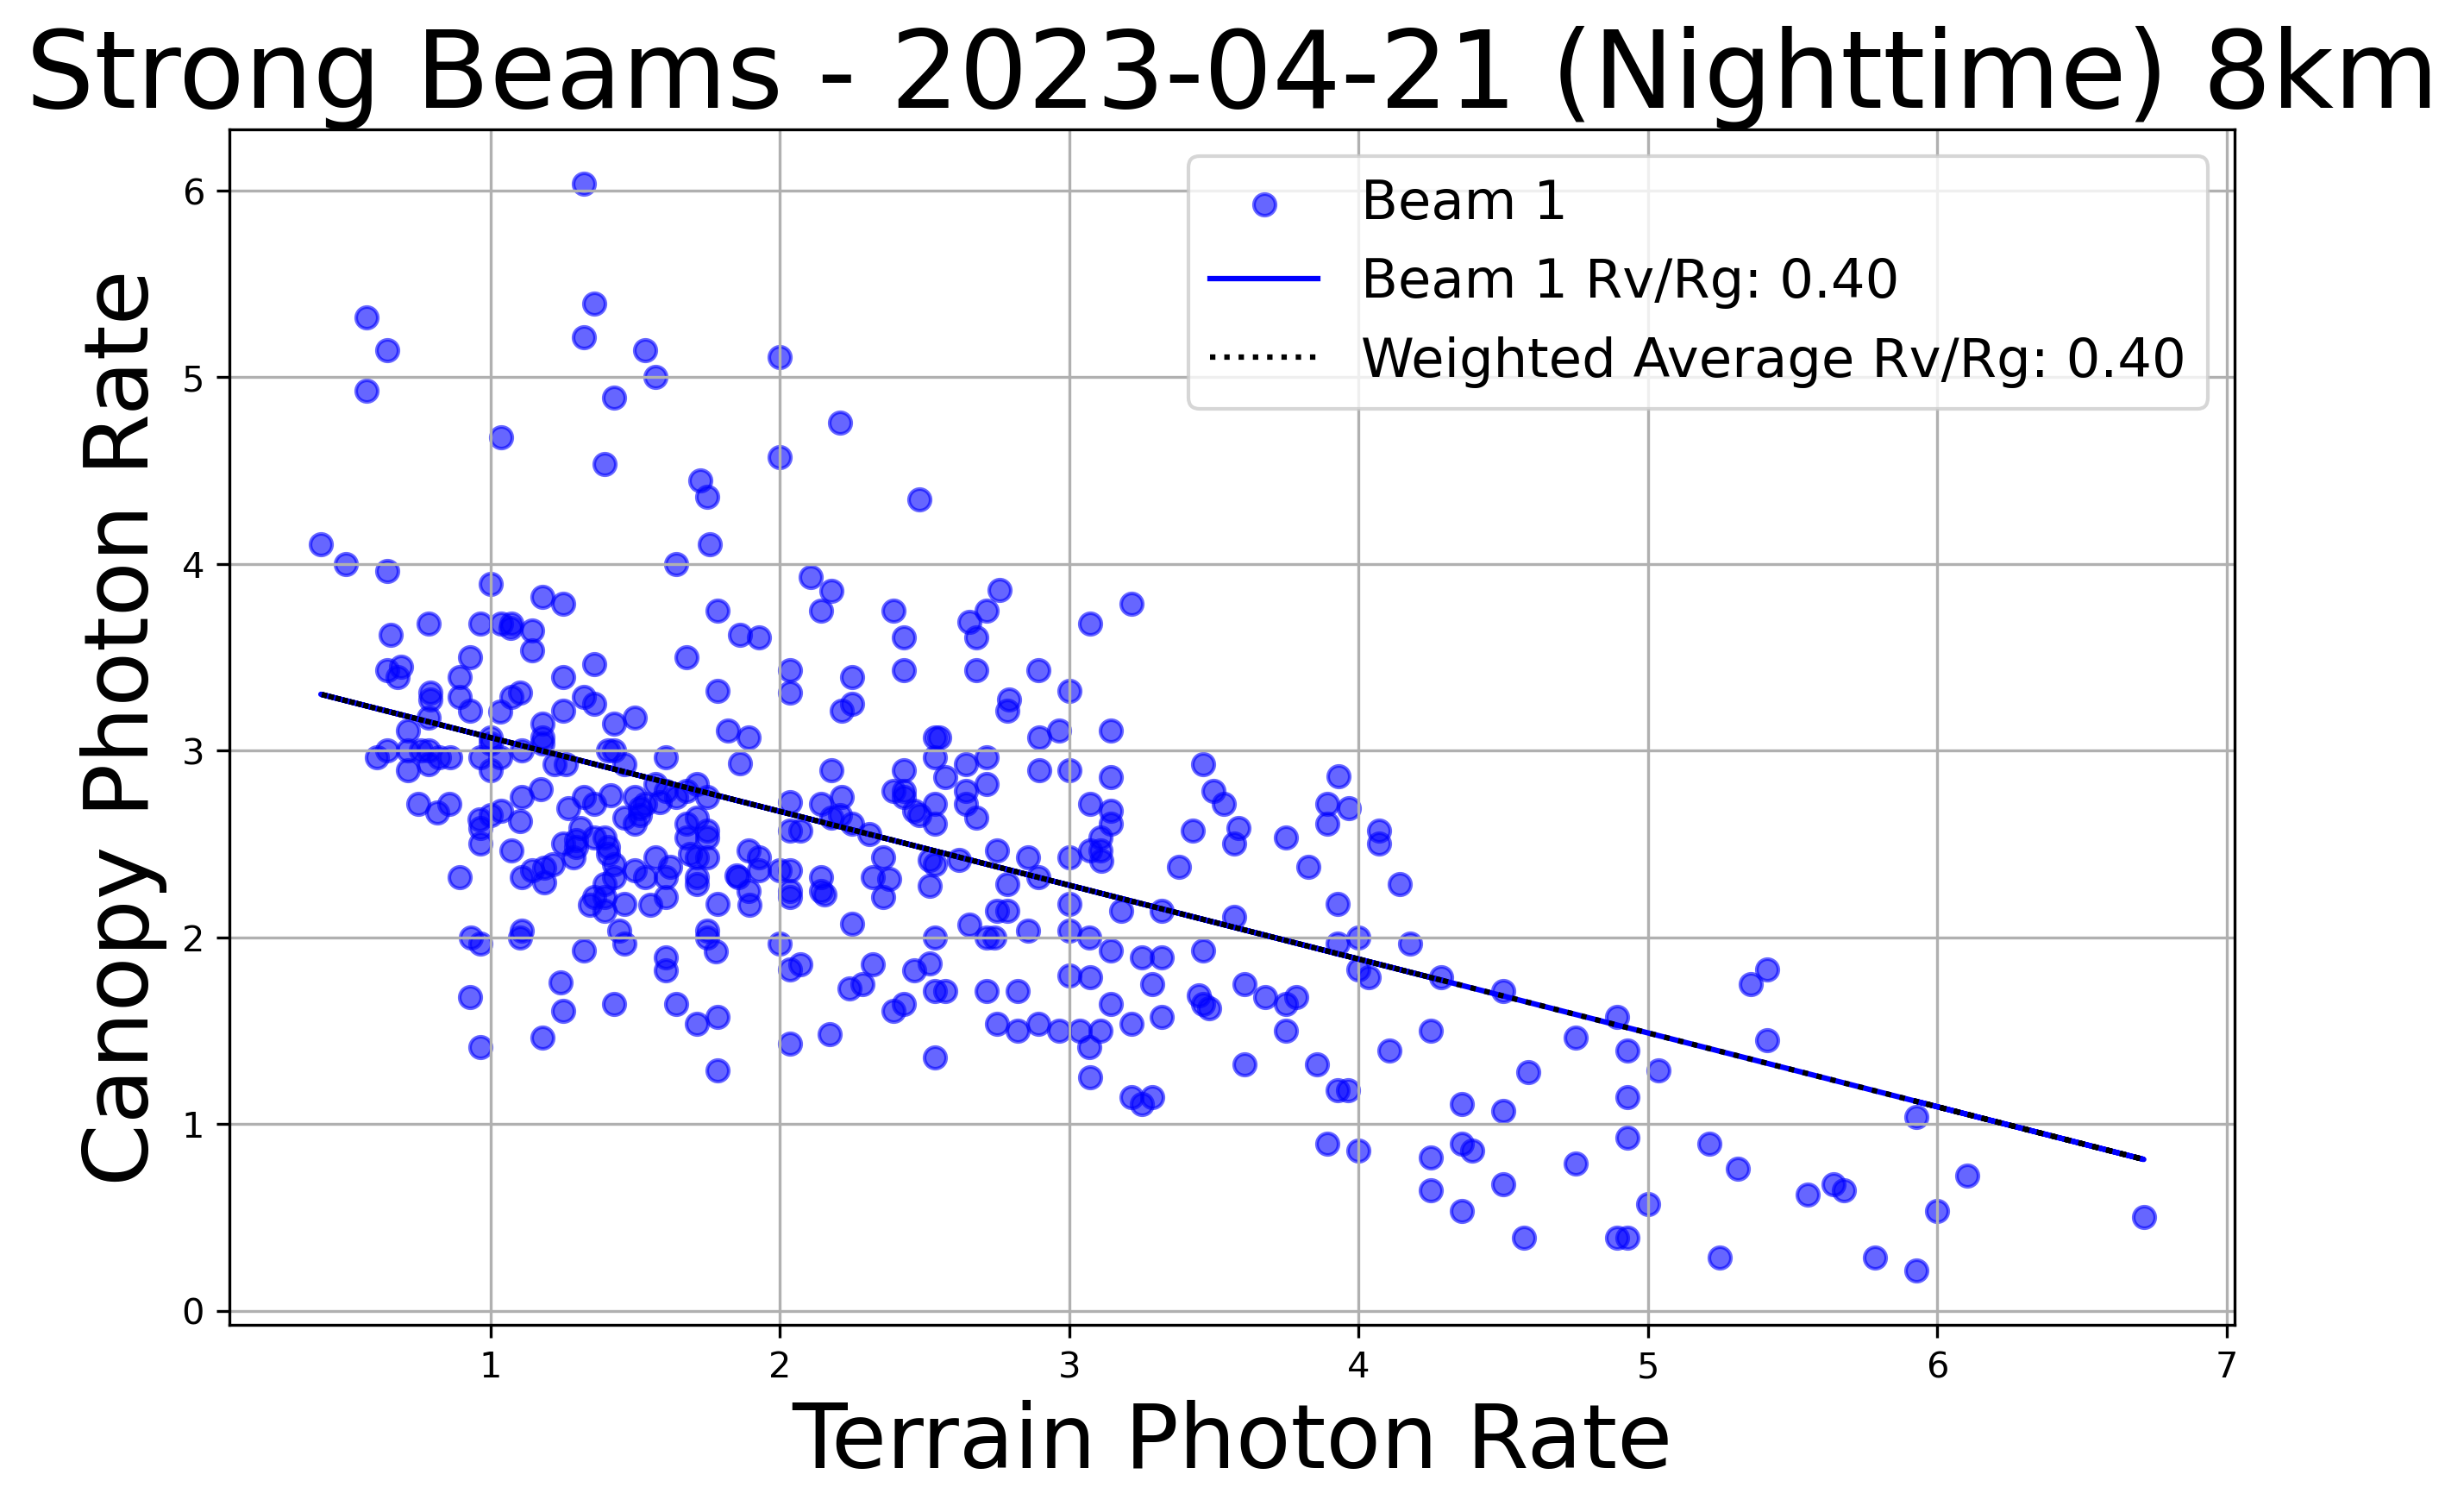 Strong Beams - 2023-04-21 (Nighttime) 8km
Beam 1
Beam 1 Rv/Rg: 0.40
Weighted Average Rv/Rg: 0.40
Canopy Photon Rate
6
5
4
3
2
1
0
1 2 3 4 5 6 7
Terrain Photon Rate